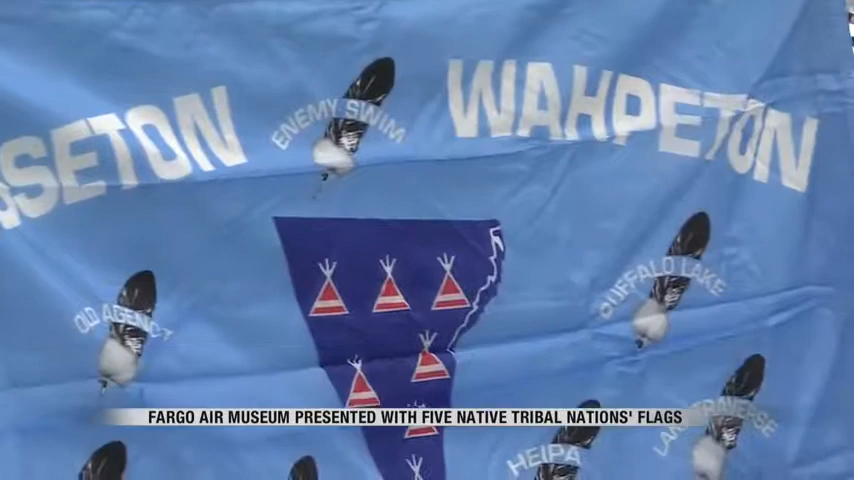 SETON
WAHPETON
ENEMY SWIM
OLD AGENCY
BUFFALO LAKE
LAKE TRAVERSE
HEIPA
FARGO AIR MUSEUM PRESENTED WITH FIVE NATIVE TRIBAL NATIONS' FLAGS